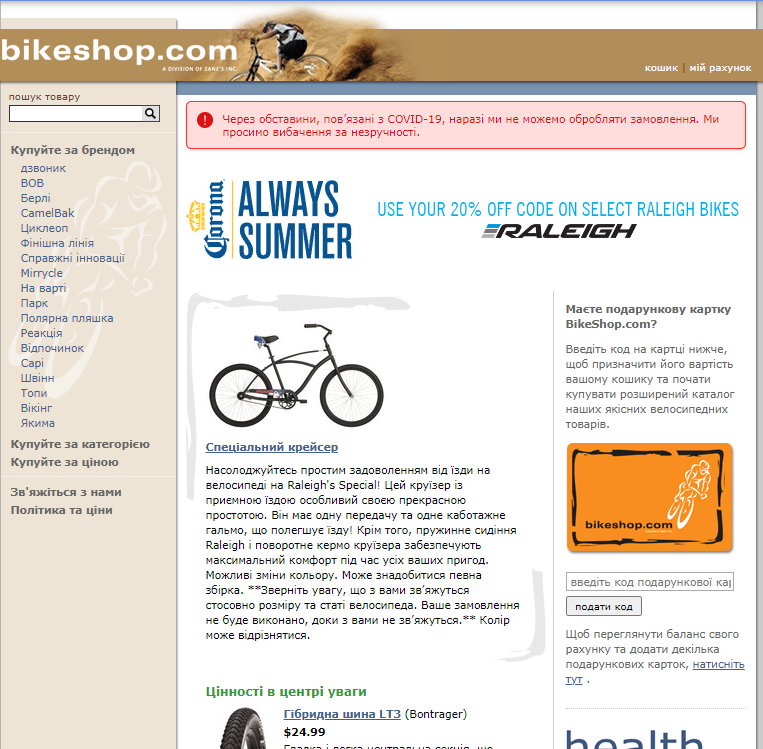 bikeshop.com
A DIVISION OF ZANE'S INC.
кошик | мій рахунок
пошук товару
Купуйте за брендом
дзвоник
BOB
Берлі
CamelBak
Циклеоп
Фінішна лінія
Справжні інновації
Mirrycle
На варті
Парк
Полярна пляшка
Реакція
Відпочинок
Сарі
Швінн
Топи
Вікінг
Якима
Купуйте за категорією
Купуйте за ціною
Зв'яжіться з нами
Політика та ціни
Через обставини, пов’язані з COVID-19, наразі ми не можемо обробляти замовлення. Ми
просимо вибачення за незручності.
Corona
ALWAYS
SUMMER
USE YOUR 20% OFF CODE ON SELECT RALEIGH BIKES
RALEIGH
Спеціальний крейсер
Насолоджуйтесь простим задоволенням від їзди на
велосипеді на Raleigh's Special! Цей круїзер із
приємною їздою особливий своєю прекрасною
простотою. Він має одну передачу та одне каботажне
гальмо, що полегшує їзду! Крім того, пружинне сидіння
Raleigh і поворотне кермо круїзера забезпечують
максимальний комфорт під час усіх ваших пригод.
Можливі зміни кольору. Може знадобитися певна
збірка. **Зверніть увагу, що з вами зв’яжуться
стосовно розміру та статі велосипеда. Ваше замовлення
не буде виконано, доки з вами не зв’яжуться.** Колір
може відрізнятися.
Цінності в центрі уваги
Гібридна шина LT3 (Bontrager)
$24.99
Гладка і легка центральна секція, що
Маєте подарункову картку
BikeShop.com?
Введіть код на картці нижче,
щоб призначити його вартість
вашому кошику та почати
купувати розширений каталог
наших якісних велосипедних
товарів.
bikeshop.com
введіть код подарункової кар
подати код
Щоб переглянути баланс свого
рахунку та додати декілька
подарункових карток, натисніть
тут .
health